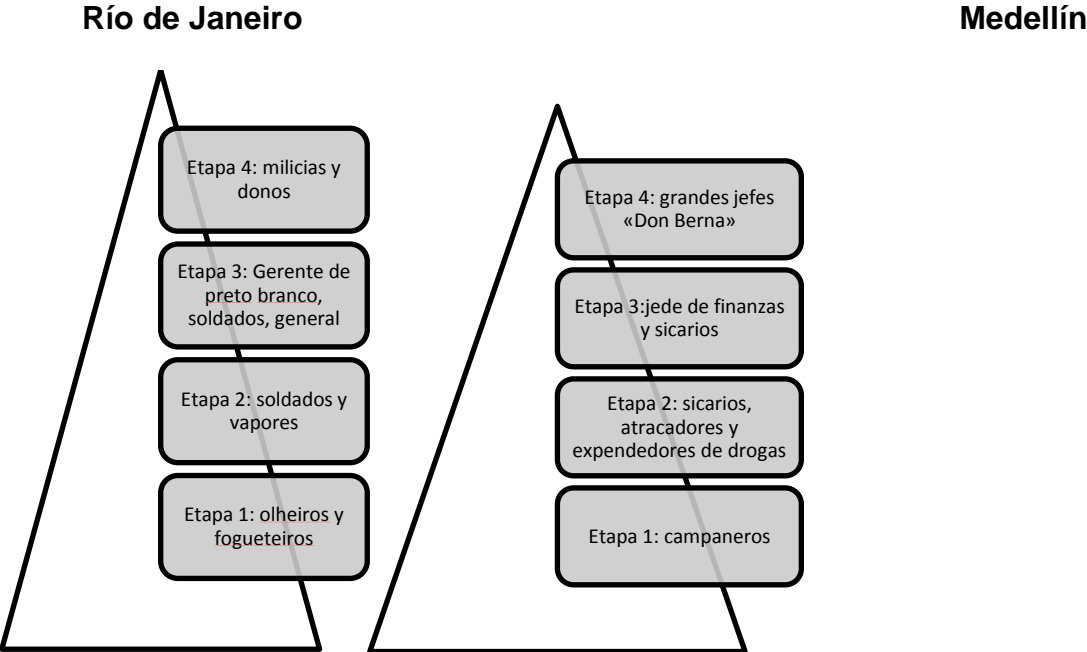 Río de Janeiro
Medellín
Etapa 4: milicias y
donos
Etapa 3: Gerente de
preto branco,
soldados, general
Etapa 2: soldados y
vapores
Etapa 1: olheiros y
fogueteiros
Etapa 4: grandes jefes
«Don Berna»
Etapa 3:jede de finanzas
y sicarios
Etapa 2: sicarios,
atracadores y
expendedores de drogas
Etapa 1: campaneros